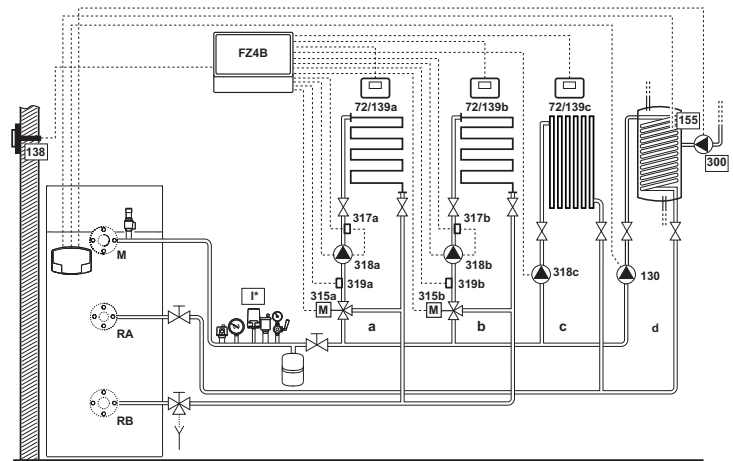 FZ4B
72/139a
72/139b
72/139c
155
138
300
317a
317b
M
318a
318b
318c
130
319a
319b
I*
315a
M
315b
M
RA
a
b
c
d
RB